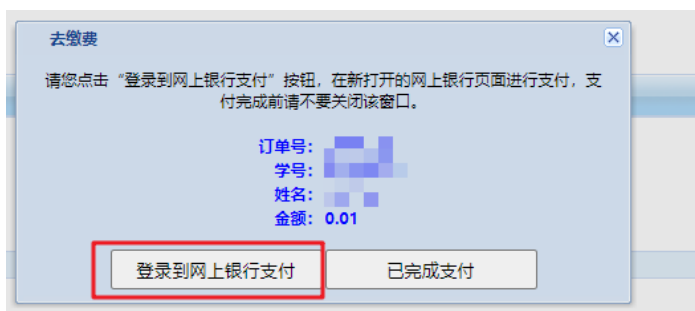 去缴费
请您点击“登录到网上银行支付”按钮，在新打开的网上银行页面进行支付，支
付完成前请不要关闭该窗口。
订单号：
学号：
姓名：
金额：0.01
登录到网上银行支付 已完成支付